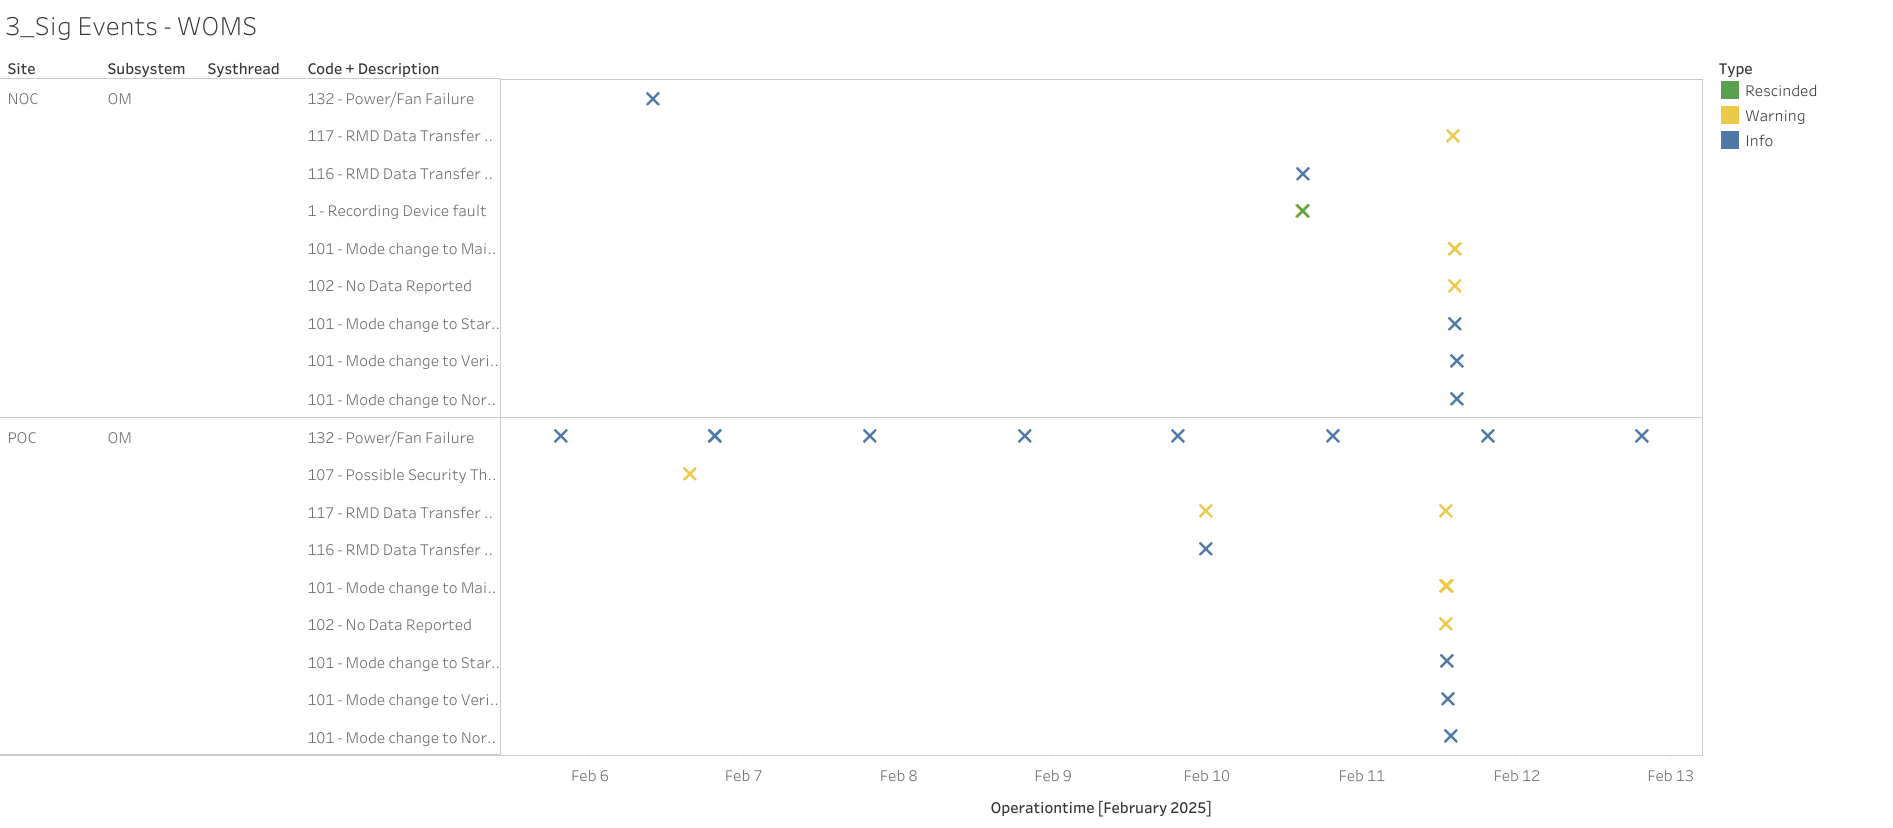 3_Sig Events - WOMS
Site Subsystem Systhread Code + Description
NOC OM 132 - Power/Fan Failure
117 - RMD Data Transfer ..
116 - RMD Data Transfer ..
1 - Recording Device fault
101 - Mode change to Mai..
102 - No Data Reported
101 - Mode change to Star..
101 - Mode change to Veri..
101 - Mode change to Nor..
POC OM 132 - Power/Fan Failure
107 - Possible Security Th..
117 - RMD Data Transfer ..
116 - RMD Data Transfer ..
101 - Mode change to Mai..
102 - No Data Reported
101 - Mode change to Star..
101 - Mode change to Veri..
101 - Mode change to Nor..
Feb 6 Feb 7 Feb 8 Feb 9 Feb 10 Feb 11 Feb 12 Feb 13
Operationtime [February 2025]
Type
Rescinded
Warning
Info